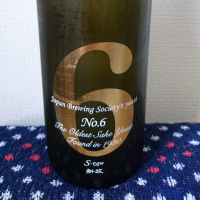 6
Japan Brewing Society's yeast
No.6
The Oldest Sake Yeast
Found in 1930
S-type
新政